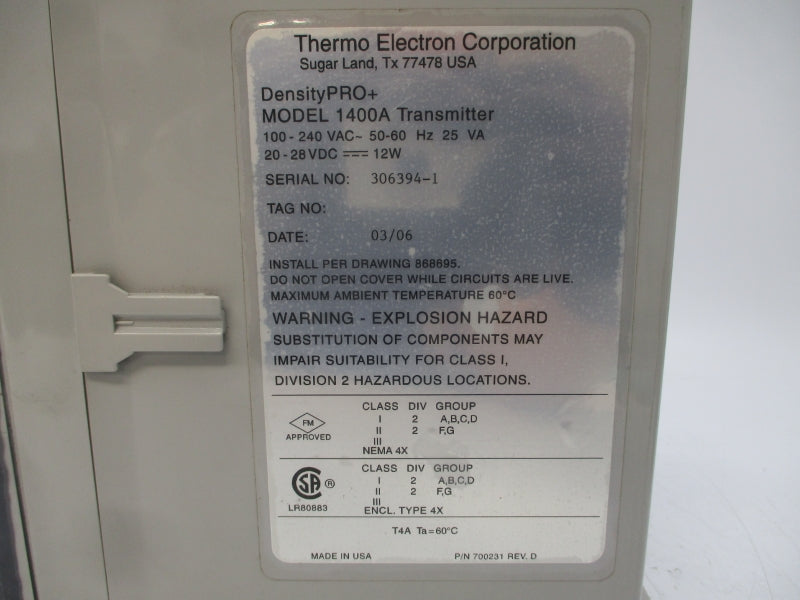 Thermo Electron Corporation
Sugar Land, Tx 77478 USA
DensityPRO+
MODEL 1400A Transmitter
100 - 240 VAC~ 50-60 Hz 25 VA
20 - 28 VDC ⎓ 12W
SERIAL NO: 306394-1
TAG NO:
DATE: 03/06
INSTALL PER DRAWING 868695.
DO NOT OPEN COVER WHILE CIRCUITS ARE LIVE.
MAXIMUM AMBIENT TEMPERATURE 60°C
WARNING - EXPLOSION HAZARD
SUBSTITUTION OF COMPONENTS MAY
IMPAIR SUITABILITY FOR CLASS I,
DIVISION 2 HAZARDOUS LOCATIONS.
CLASS DIV GROUP
I 2 A,B,C,D
II 2 F,G
III
NEMA 4X
FM
APPROVED
CLASS DIV GROUP
I 2 A,B,C,D
II 2 F,G
III
ENCL. TYPE 4X
SA ®
LR80883
T4A Ta=60°C
MADE IN USA P/N 700231 REV. D